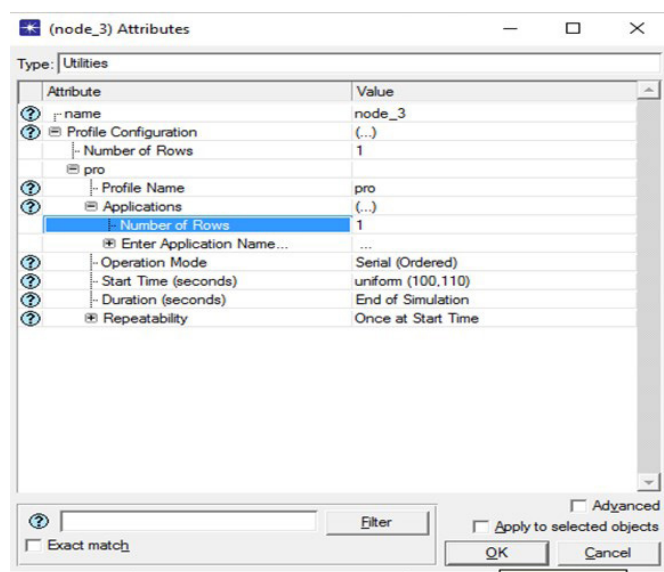 (node_3) Attributes
Type: Utilities
Attribute Value
name node_3
Profile Configuration (...)
Number of Rows 1
pro
Profile Name pro
Applications (...)
Number of Rows 1
Enter Application Name... ...
Operation Mode Serial (Ordered)
Start Time (seconds) uniform (100,110)
Duration (seconds) End of Simulation
Repeatability Once at Start Time
Advanced
Filter Apply to selected objects
Exact match OK Cancel